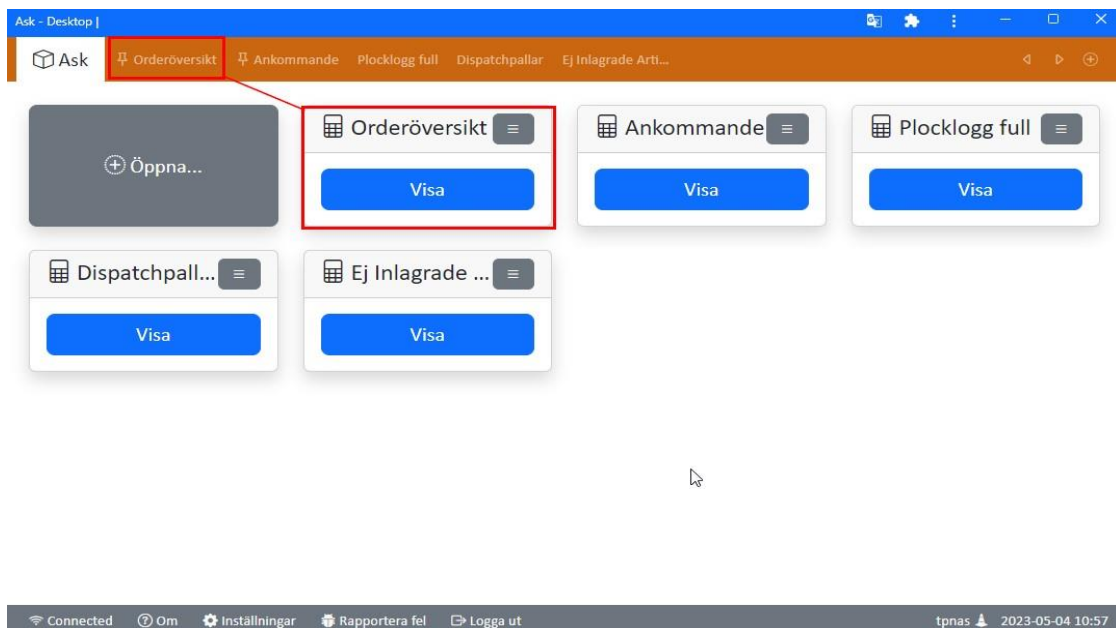 Ask - Desktop |
Ask Orderöversikt Ankommande Plocklogg full Dispatchpallar Ej Inlagrade Arti...
Öppna...
Orderöversikt
Visa
Ankommande
Visa
Plocklogg full
Visa
Dispatchpall...
Visa
Ej Inlagrade ...
Visa
Connected Om Inställningar Rapportera fel Logga ut tpnas 2023-05-04 10:57